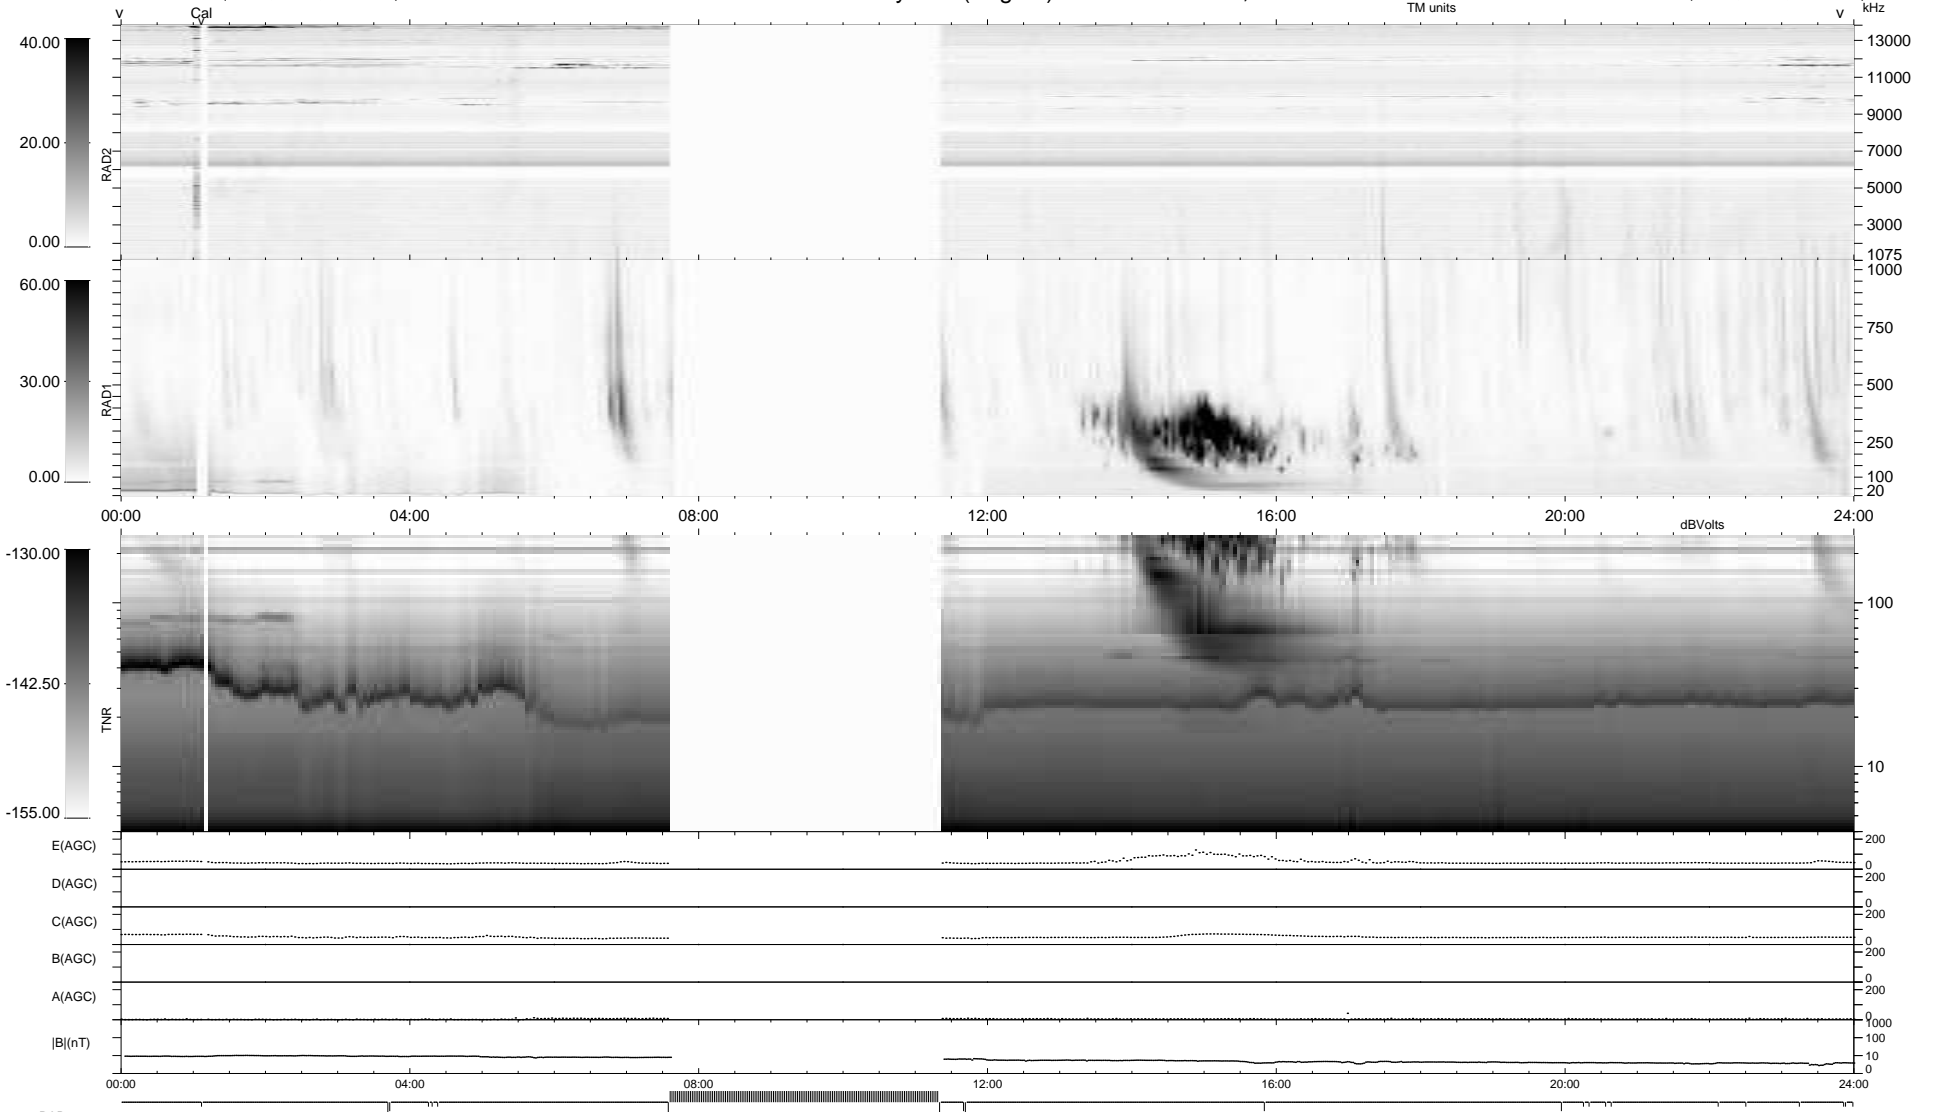 v Cal TM units v kHz
v
40.00
20.00
0.00
RAD2
13000
11000
9000
7000
5000
3000
1075
60.00
30.00
0.00
RAD1
1000
750
500
250
100
20
00:00 04:00 08:00 12:00 16:00 20:00 24:00
dBVolts
-130.00
-142.50
-155.00
TNR
100
10
E(AGC) 200
0
D(AGC) 200
0
C(AGC) 200
0
B(AGC) 200
0
A(AGC) 200
0
|B|(nT) 1000
100
10
0
00:00 04:00 08:00 12:00 16:00 20:00 24:00